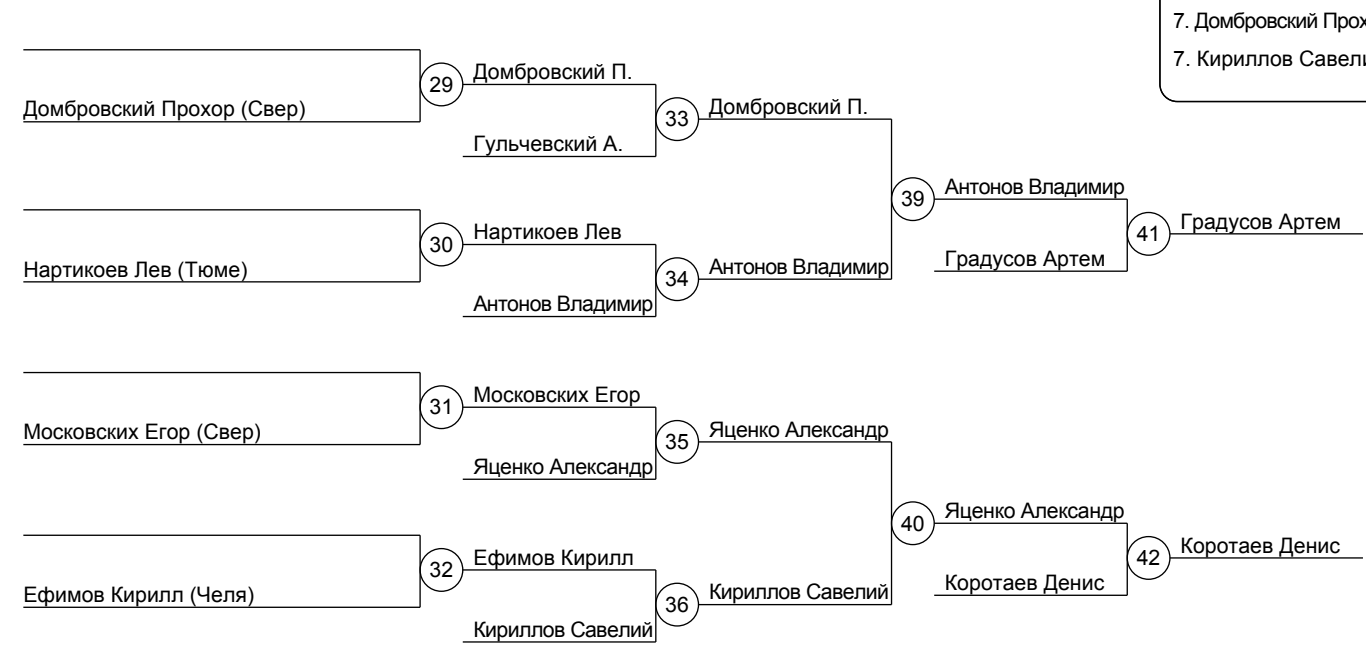 7. Домбровский
7. Кириллов
29
Домбровский П.
Домбровский Прохор (Свер)
33
Домбровский П.
Гульчевский А.
39
Антонов Владимир
30
Нартикоев Лев
41
Градусов Артем
Нартикоев Лев (Тюме)
34
Антонов Владимир
Градусов Артем
Антонов Владимир
31
Московских Егор
Московских Егор (Свер)
35
Яценко Александр
Яценко Александр
40
Яценко Александр
32
Ефимов Кирилл
42
Коротаев Денис
Ефимов Кирилл (Челя)
36
Кириллов Савелий
Коротаев Денис
Кириллов Савелий